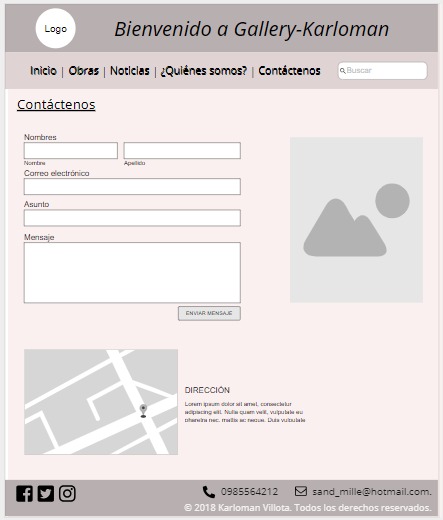 Logo
Bienvenido a Gallery-Karloman
Inicio | Obras | Noticias | ¿Quiénes somos? | Contáctenos
Buscar
Contáctenos
Nombres
Nombre Apellido
Correo electrónico
Asunto
Mensaje
ENVIAR MENSAJE
DIRECCIÓN
Lorem ipsum dolor sit amet, consectetur
adipiscing elit. Nulla quam velit, vulputate eu
pharetra nec, mattis ac neque. Duis vulputate
0985564212 sand_mille@hotmail.com.
© 2018 Karloman Villota. Todos los derechos reservados.